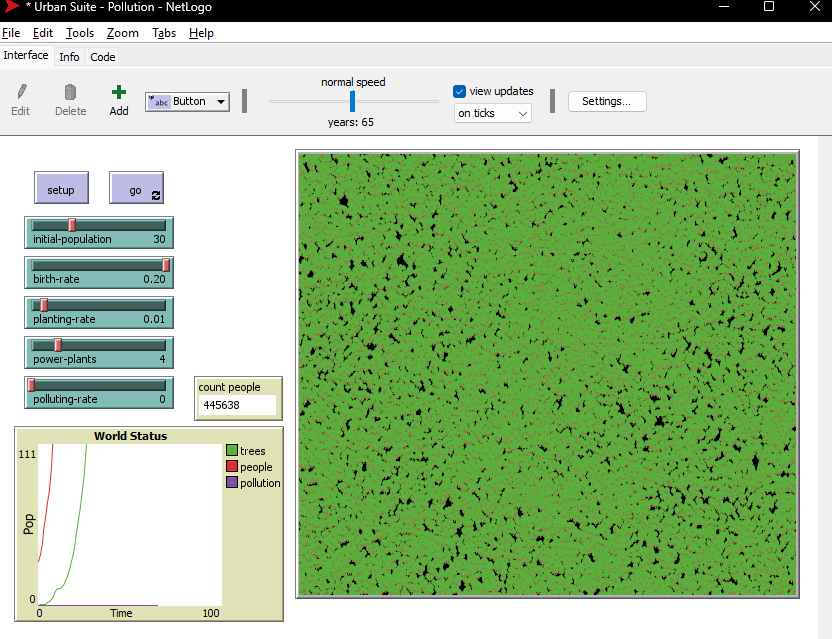 * Urban Suite - Pollution - NetLogo
File Edit Tools Zoom Tabs Help
Interface Info Code
Edit Delete Add abc Button normal speed years: 65 view updates on ticks Settings...
setup go
initial-population 30
birth-rate 0.20
planting-rate 0.01
power-plants 4
polluting-rate 0
count people
445638
World Status
111
Pop
0
0 Time 100
trees
people
pollution